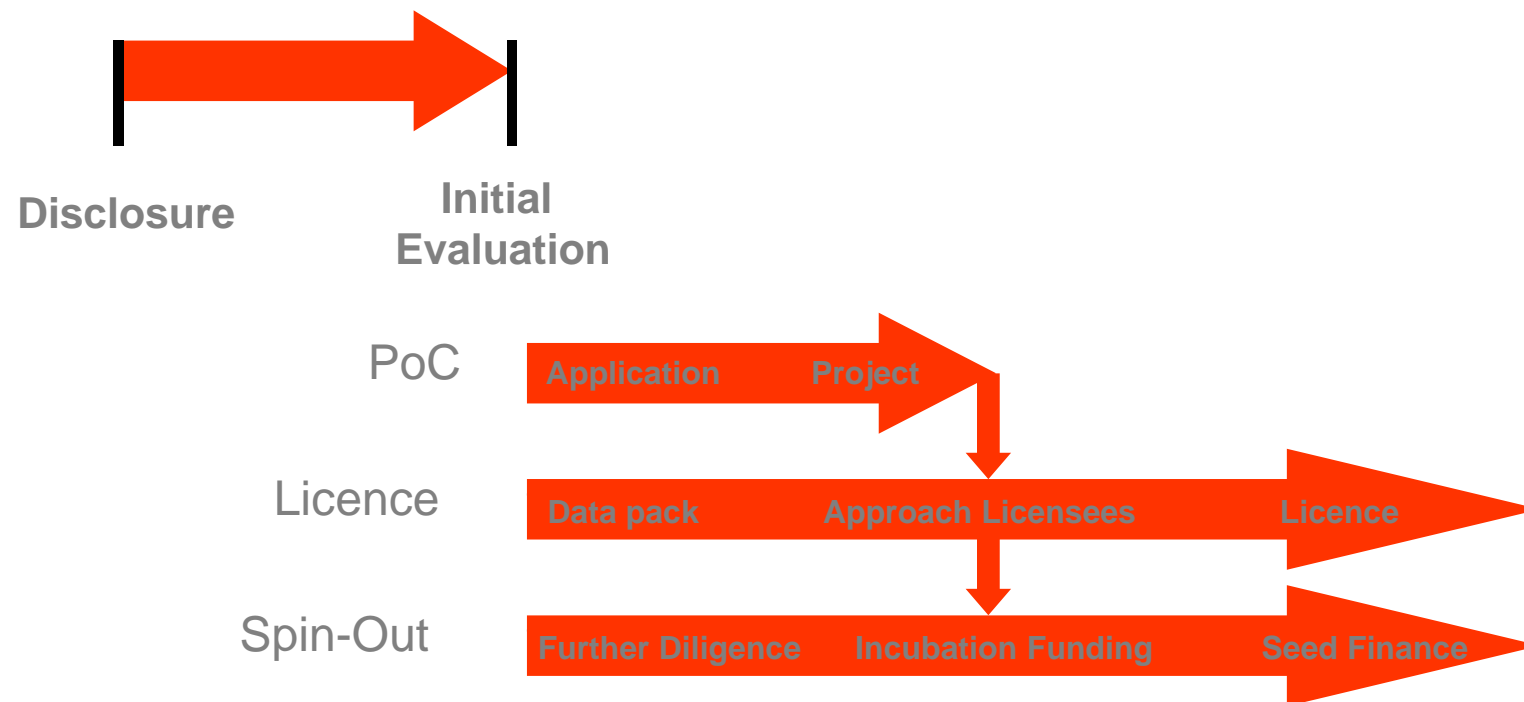 Disclosure
Initial
Evaluation
PoC
Application Project
Licence
Data pack Approach Licensees Licence
Spin-Out
Further Diligence Incubation Funding Seed Finance